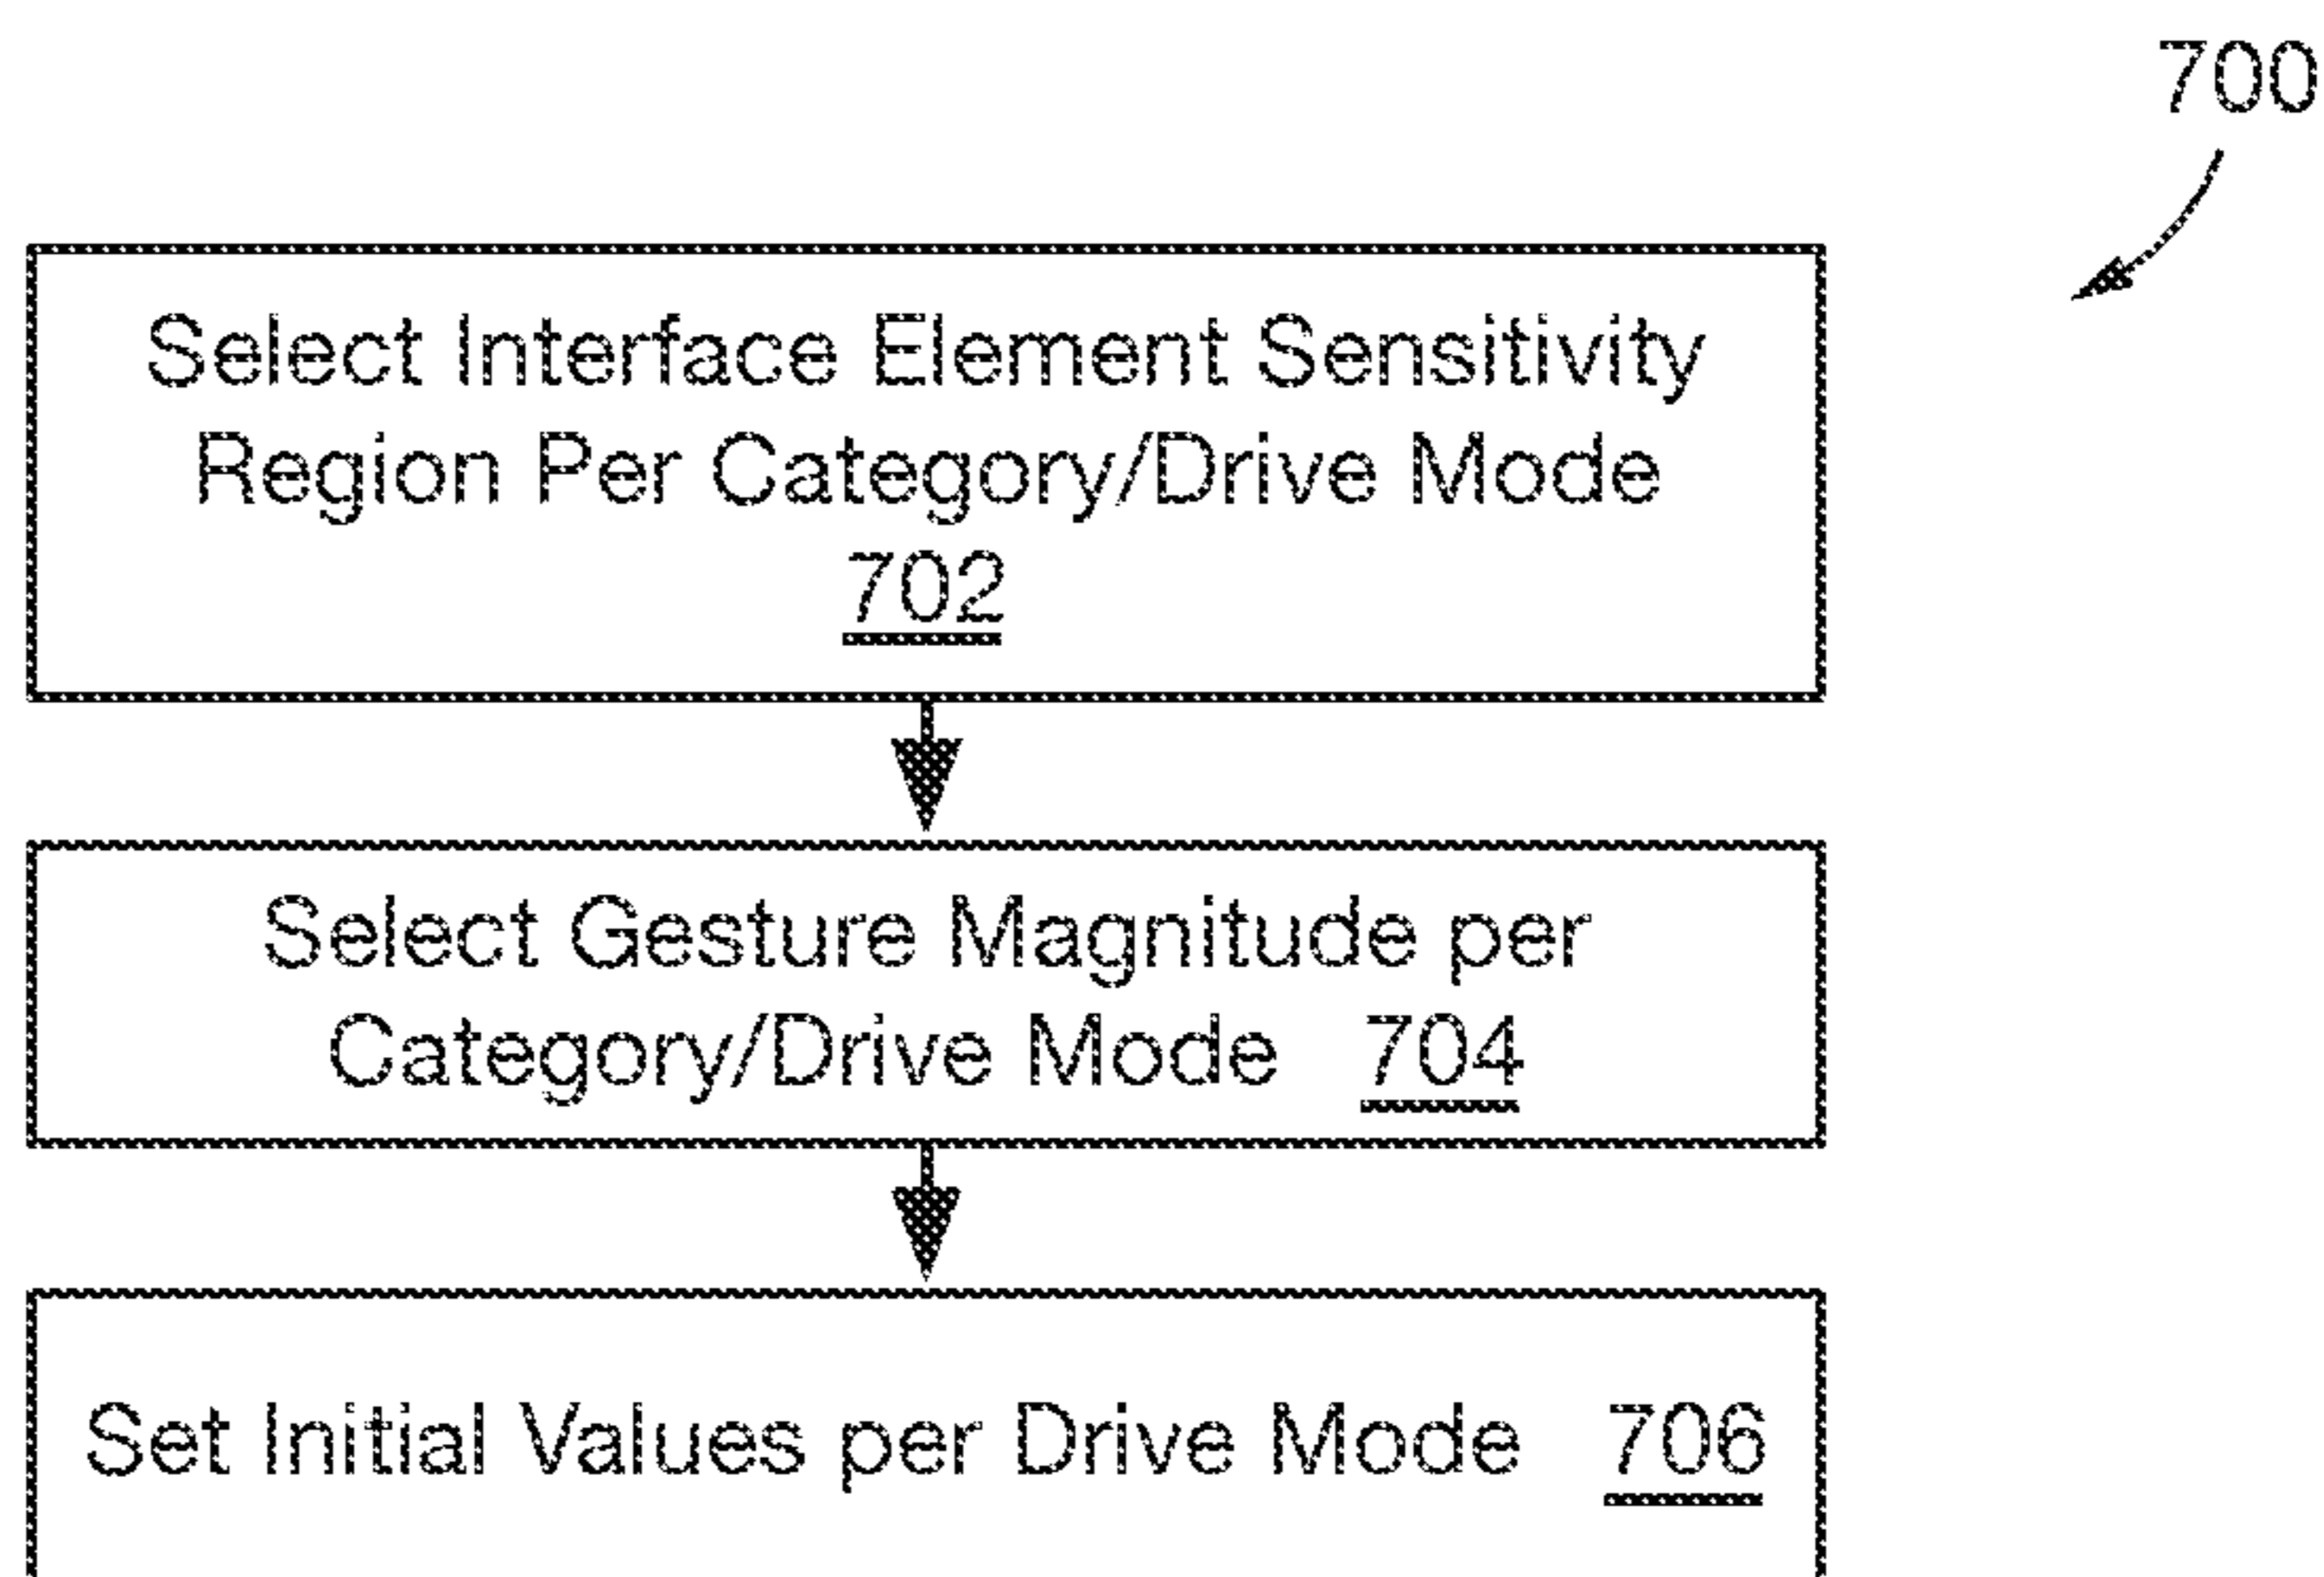 700
Select Interface Element Sensitivity
Region Per Category/Drive Mode
702
Select Gesture Magnitude per
Category/Drive Mode 704
Set Initial Values per Drive Mode 706